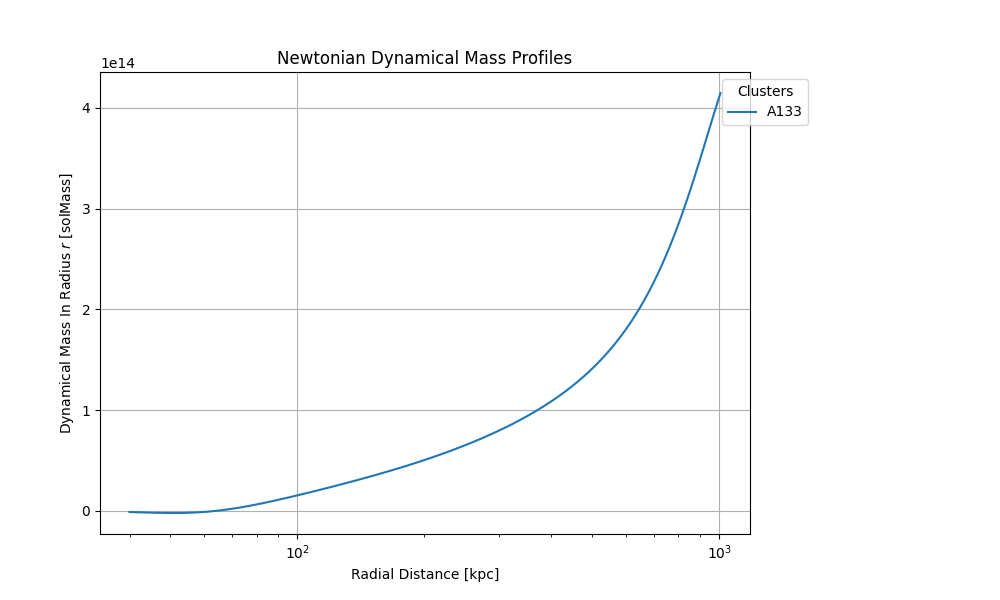 Newtonian Dynamical Mass Profiles
1e14
Clusters
A133
4
3
2
1
0
Dynamical Mass In Radius r [solMass]
10²
10³
Radial Distance [kpc]